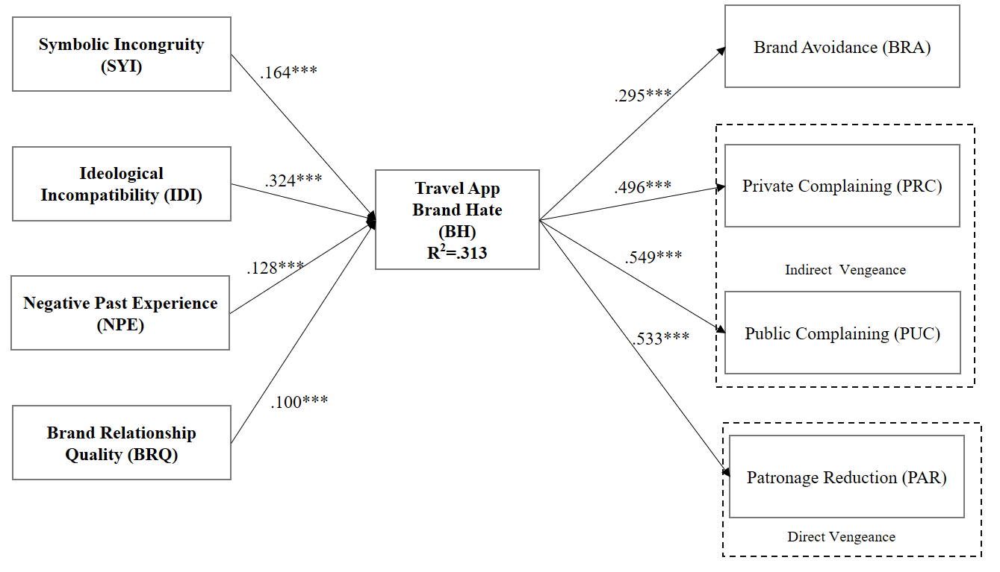 Symbolic Incongruity
(SYI)
.164***
Ideological
Incompatibility (IDI)
.324***
Negative Past Experience
(NPE)
.128***
Brand Relationship
Quality (BRQ)
.100***
Travel App
Brand Hate
(BH)
R²=.313
.295***
Brand Avoidance (BRA)
.496***
Private Complaining (PRC)
Indirect Vengeance
.549***
Public Complaining (PUC)
.533***
Patronage Reduction (PAR)
Direct Vengeance